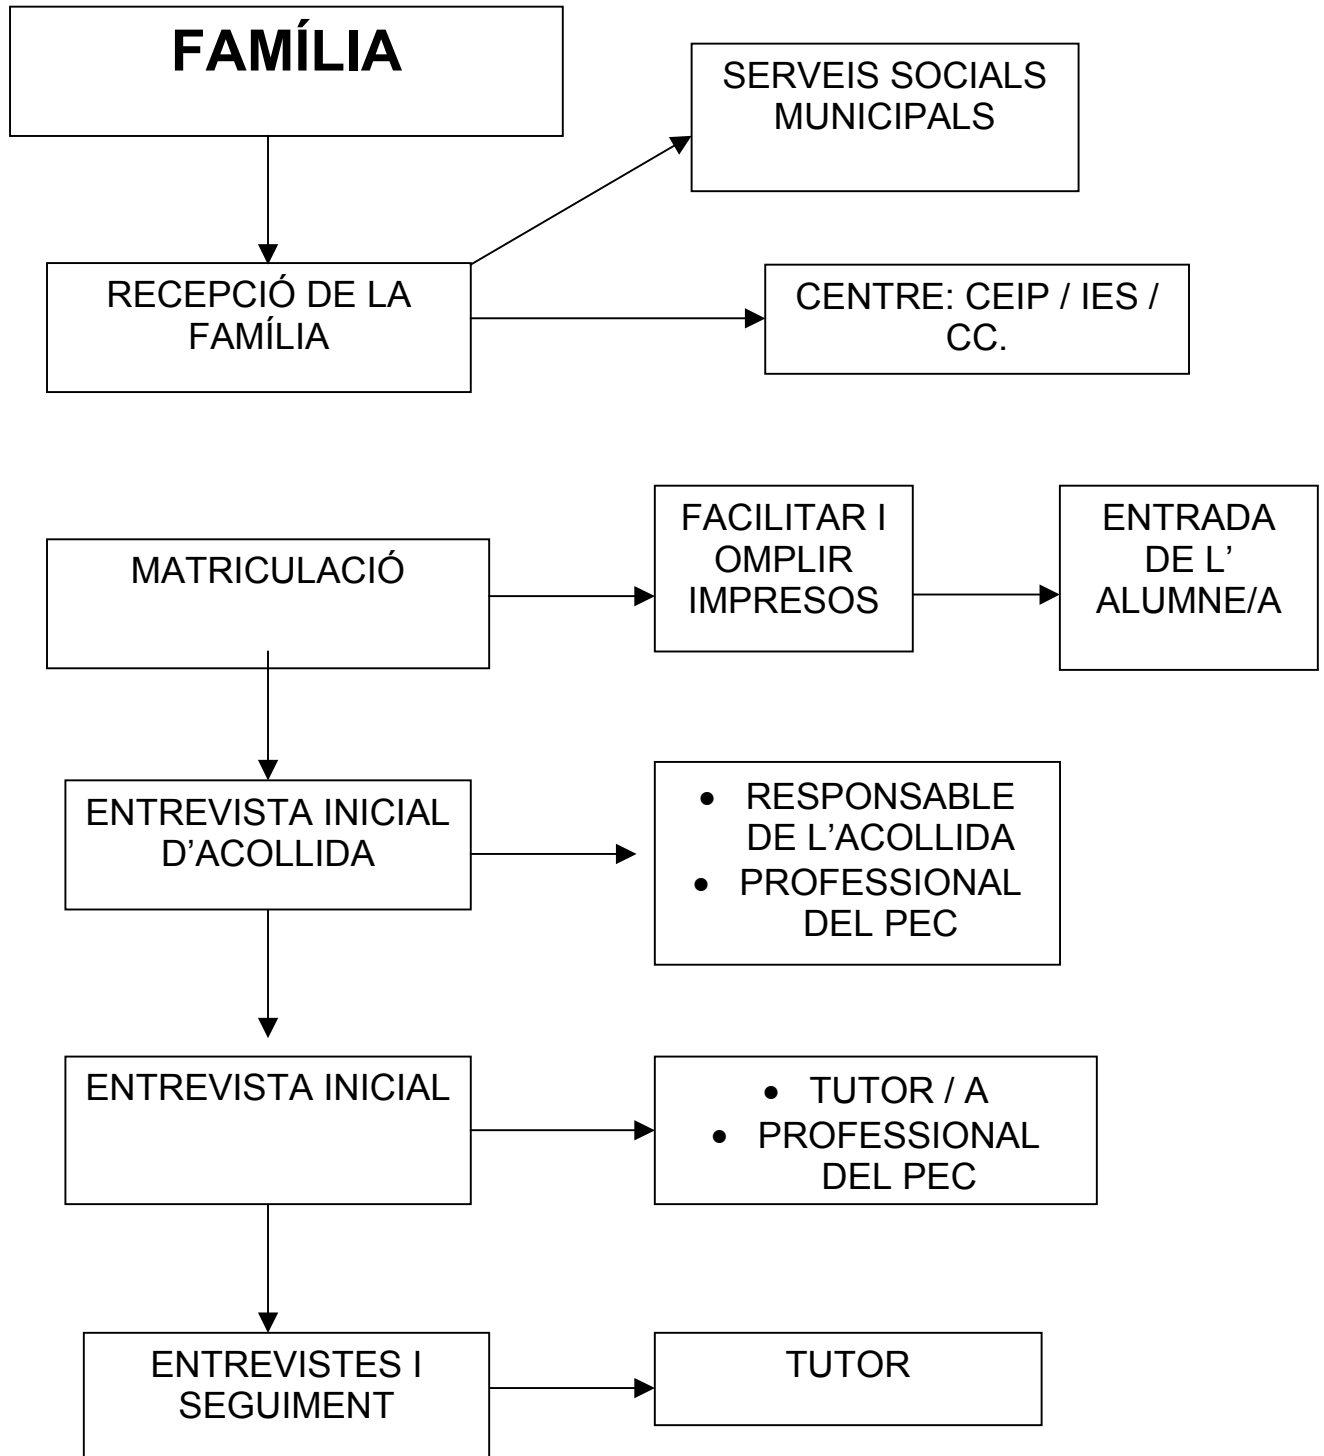 FAMÍLIA
SERVEIS SOCIALS
MUNICIPALS
RECEPCIÓ DE LA
FAMÍLIA
CENTRE: CEIP / IES /
CC.
MATRICULACIÓ
FACILITAR I
OMPLIR
IMPRESOS
ENTRADA
DE L’
ALUMNE/A
ENTREVISTA INICIAL
D’ACOLLIDA
• RESPONSABLE
DE L’ACOLLIDA
• PROFESSIONAL
DEL PEC
ENTREVISTA INICIAL
• TUTOR / A
• PROFESSIONAL
DEL PEC
ENTREVISTES I
SEGUIMENT
TUTOR